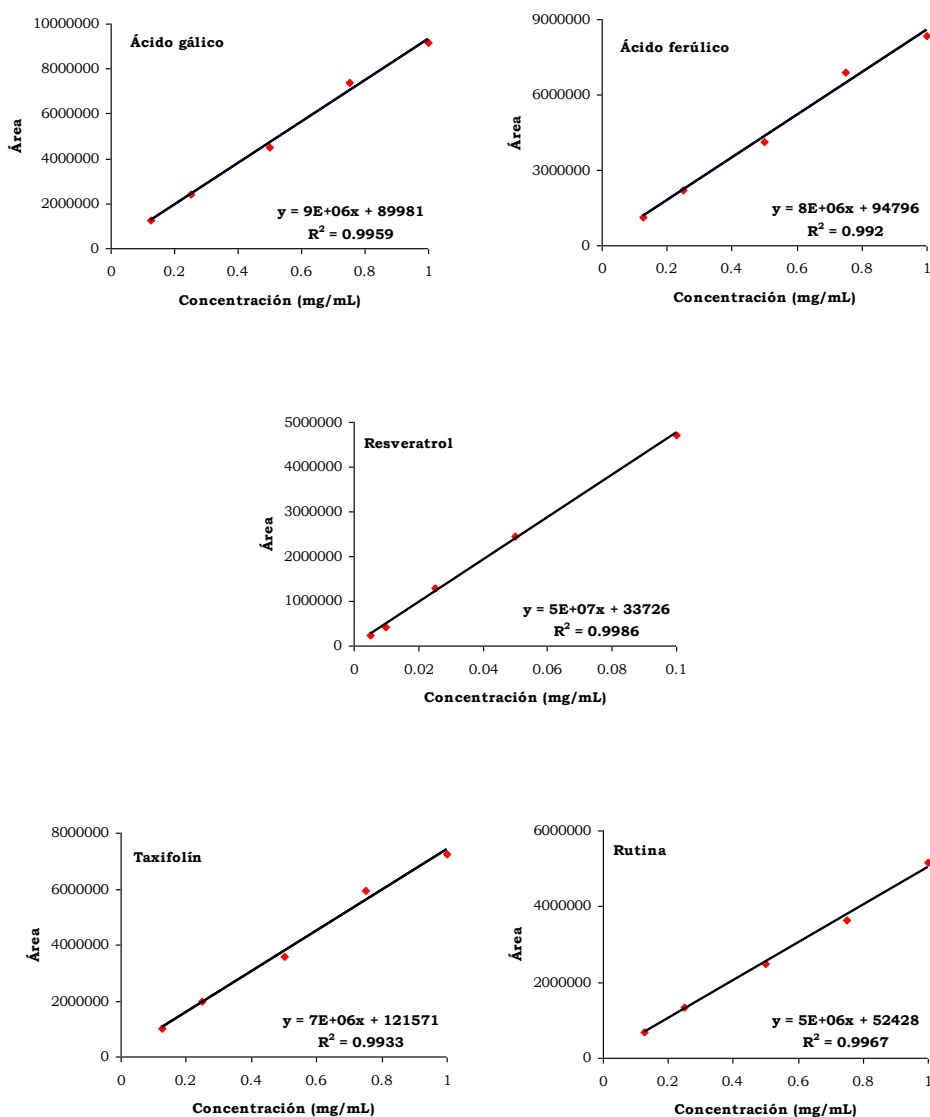 Ácido gálico
10000000
8000000
6000000
4000000
2000000
0
Área
y = 9E+06x + 89981
R² = 0.9959
0 0.2 0.4 0.6 0.8 1
Concentración (mg/mL)
Ácido ferúlico
9000000
6000000
3000000
0
Área
y = 8E+06x + 94796
R² = 0.992
0 0.2 0.4 0.6 0.8 1
Concentración (mg/mL)
Resveratrol
5000000
4000000
3000000
2000000
1000000
0
Área
y = 5E+07x + 33726
R² = 0.9986
0 0.02 0.04 0.06 0.08 0.1
Concentración (mg/mL)
Taxifolín
8000000
6000000
4000000
2000000
0
Área
y = 7E+06x + 121571
R² = 0.9933
0 0.2 0.4 0.6 0.8 1
Concentración (mg/mL)
Rutina
6000000
4000000
2000000
0
Área
y = 5E+06x + 52428
R² = 0.9967
0 0.2 0.4 0.6 0.8 1
Concentración (mg/mL)